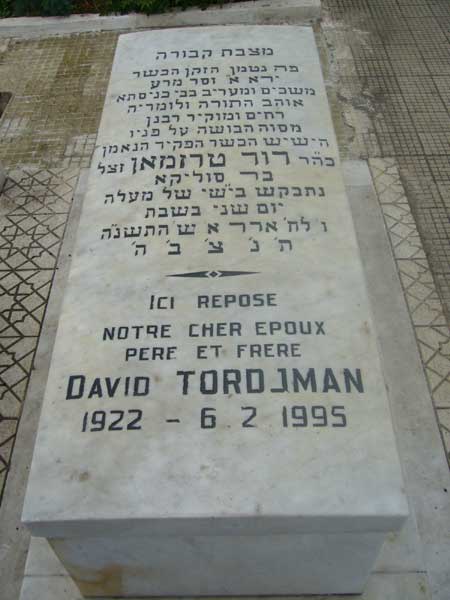 מצבת קבורה
פה נטמן הזקן הכשר
ירא א וסר מרע
משכים ומעריב בבי כניסתא
אוהב התורה ולומדיה
רחים ומוקיר רבנן
מסוה הבושה על פניו
הישיש הכשר הפקיד הנאמן
כה״ר דוד טרזמאן זצל
בר סוליקא
נתבקש בישי של מעלה
יום שני בשבת
ו לח׳ אדר א׳ ש׳ התשנ״ה
ת׳ נ׳ צ׳ ב׳ ה׳
ICI REPOSE
NOTRE CHER EPOUX
PERE ET FRERE
DAVID TORDJMAN
1922 - 6 2 1995